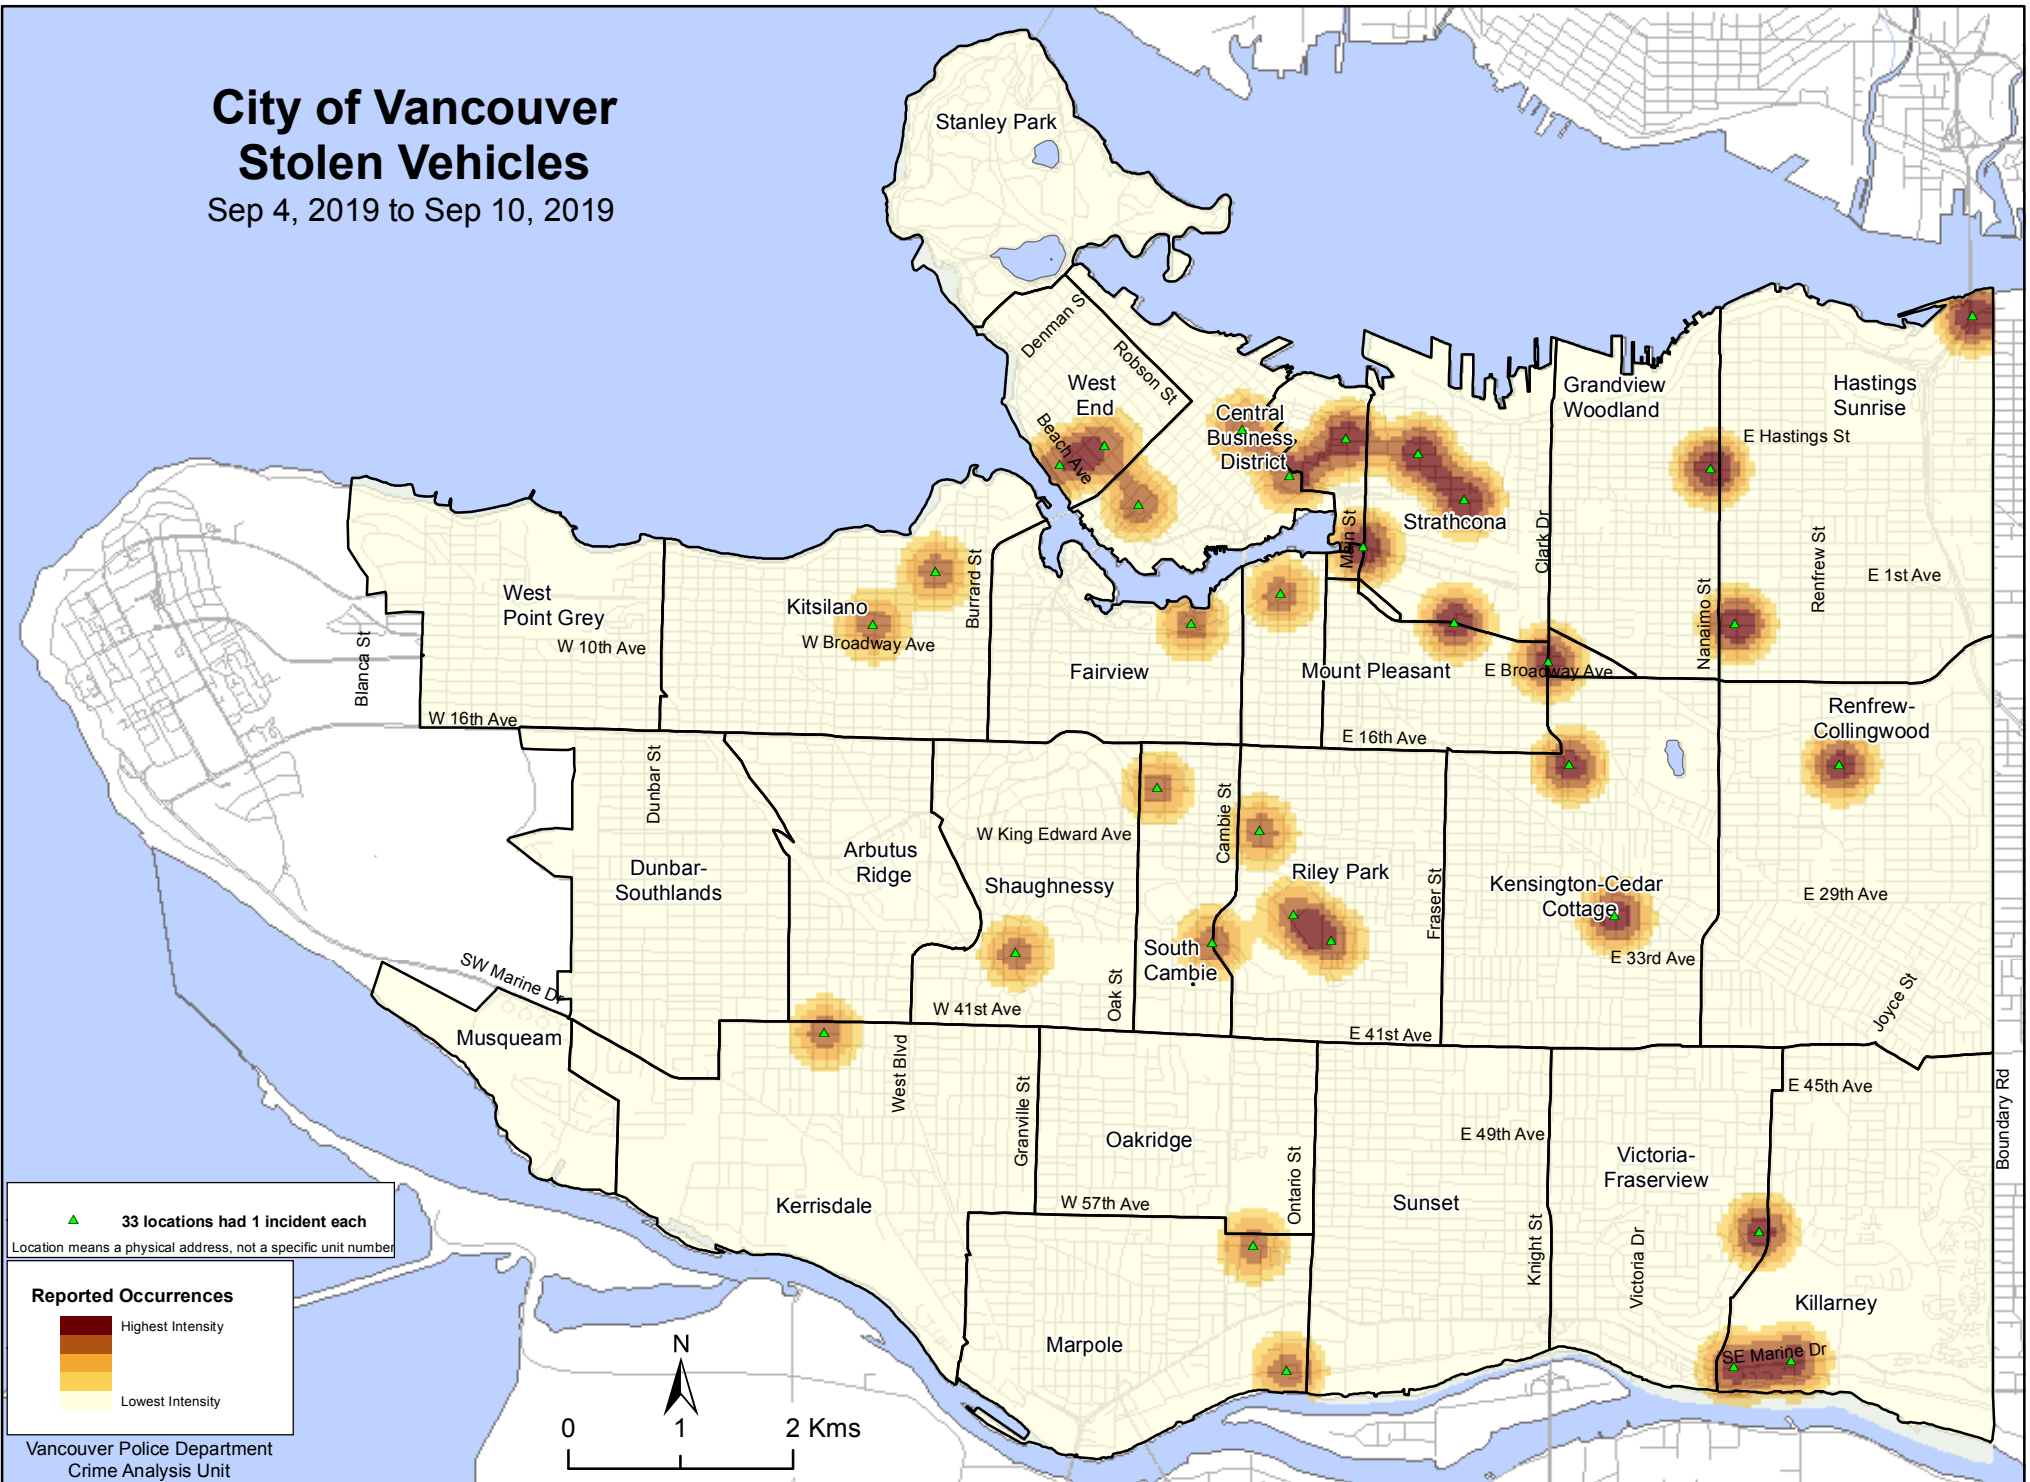 City of Vancouver
Stolen Vehicles
Sep 4, 2019 to Sep 10, 2019
Stanley Park
Denman S
Robson St
West
End
Beach Ave
Central
Business
District
Grandview
Woodland
Hastings
Sunrise
E Hastings St
Strathcona
Main St
Clark Dr
Nanaimo St
Renfrew St
E 1st Ave
West
Point Grey
W 10th Ave
Blanca St
W 16th Ave
Kitsilano
W Broadway Ave
Burrard St
Fairview
Mount Pleasant
E Broadway Ave
E 16th Ave
Renfrew-
Collingwood
Dunbar St
Dunbar-
Southlands
Arbutus
Ridge
W King Edward Ave
Shaughnessy
Cambie St
Riley Park
Fraser St
Kensington-Cedar
Cottage
E 29th Ave
E 33rd Ave
South
Cambie
Oak St
SW Marine Dr
W 41st Ave
E 41st Ave
Joyce St
Musqueam
West Blvd
Granville St
E 45th Ave
Boundary Rd
Oakridge
E 49th Ave
Ontario St
Victoria-
Fraserview
Kerrisdale
W 57th Ave
Sunset
Knight St
Victoria Dr
Killarney
SE Marine Dr
Marpole
33 locations had 1 incident each
Location means a physical address, not a specific unit number
Reported Occurrences
Highest Intensity
Lowest Intensity
Vancouver Police Department
Crime Analysis Unit
N
0 1 2 Kms